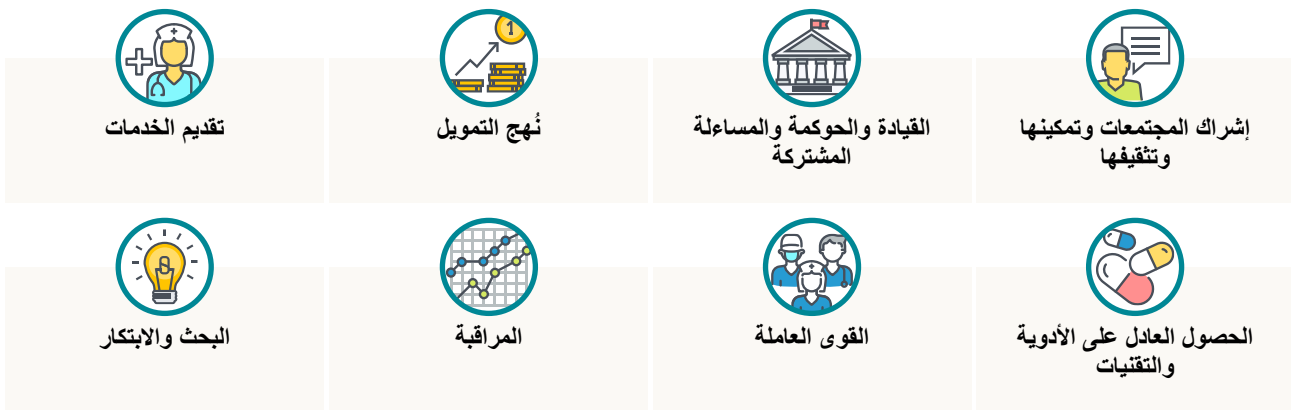 إشراك المجتمعات وتمكينها
وتثقيفها
القيادة والحوكمة والمساءلة
المشتركة
نُهج التمويل
تقديم الخدمات
الحصول العادل على الأدوية
والتقنيات
القوى العاملة
المراقبة
البحث والابتكار